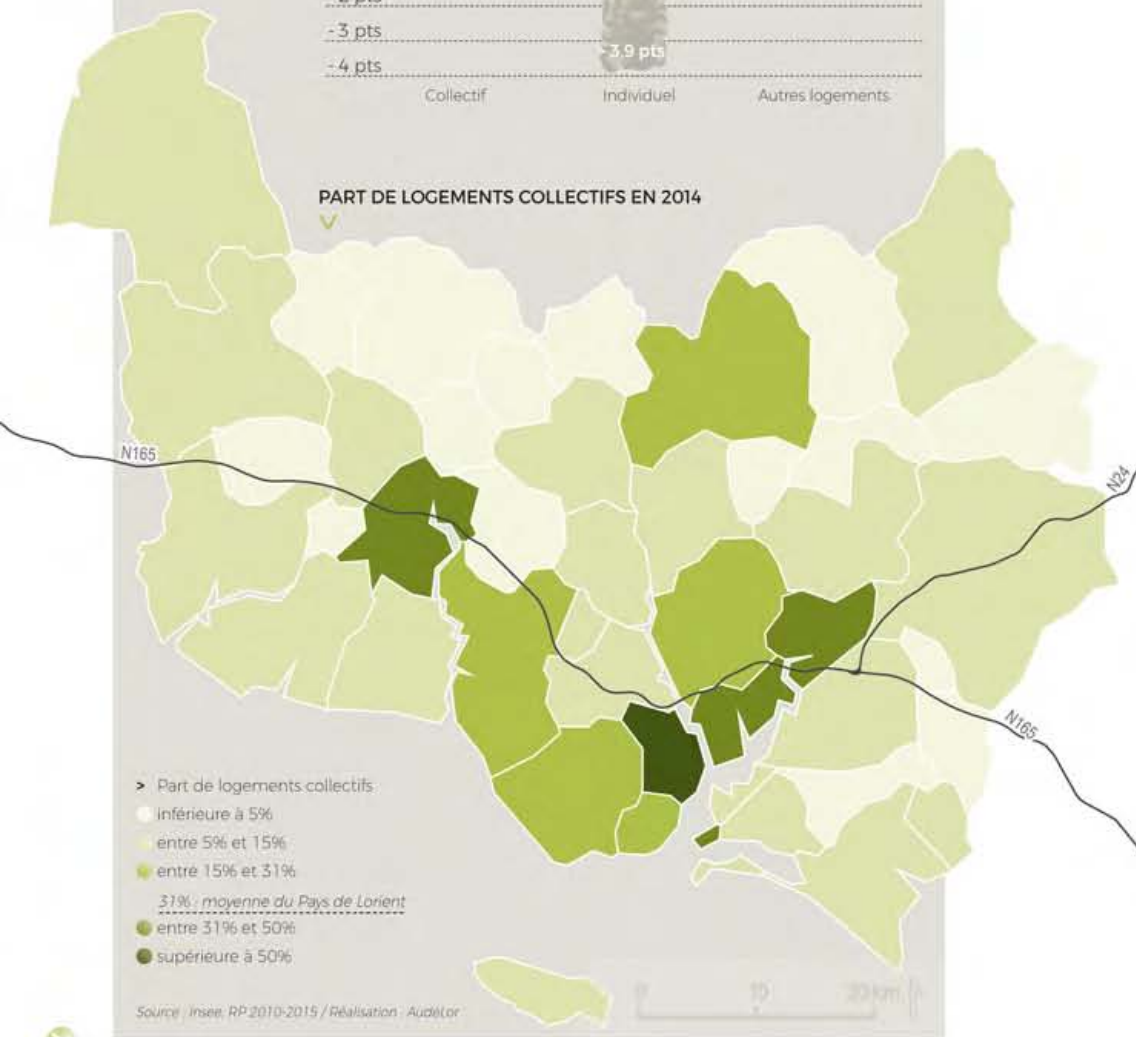 - 3 pts
- 3,9 pts
- 4 pts
Collectif Individuel Autres logements
PART DE LOGEMENTS COLLECTIFS EN 2014
N165
N24
N165
> Part de logements collectifs
inférieure à 5%
entre 5% et 15%
entre 15% et 31%
31% : moyenne du Pays de Lorient
entre 31% et 50%
supérieure à 50%
0 10 20 km
Source : Insee, RP 2010-2015 / Réalisation : AudéLor